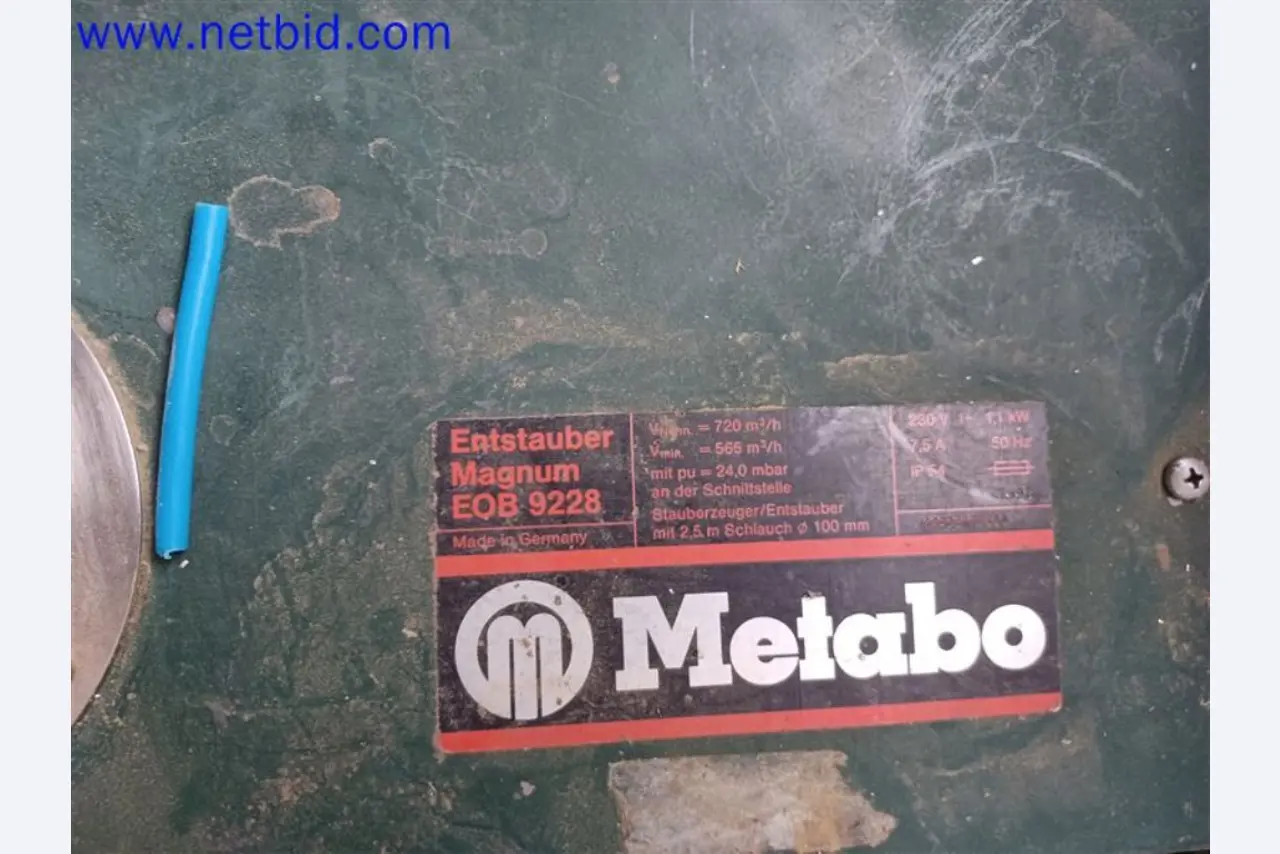 www.netbid.com
Entstauber
Magnum
EOB 9228
Made in Germany
= 720 m³/h
V̇min. = 565 m³/h
mit pu = 24,0 mbar
an der Schnittstelle
Stauberzeuger/Entstauber
mit 2,5 m Schlauch ø 100 mm
230 V 1~ 1,1 kW
7,5 A 50 Hz
IP 54
Metabo